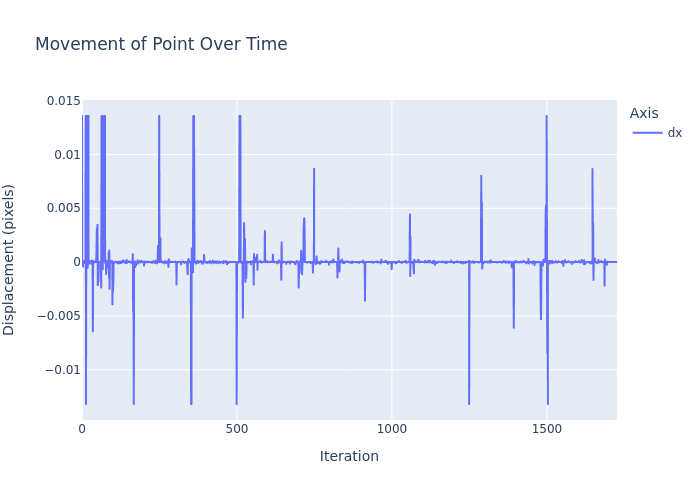 Movement of Point Over Time
Axis
dx
Displacement (pixels)
0.015
0.01
0.005
0
−0.005
−0.01
0
500
1000
1500
Iteration